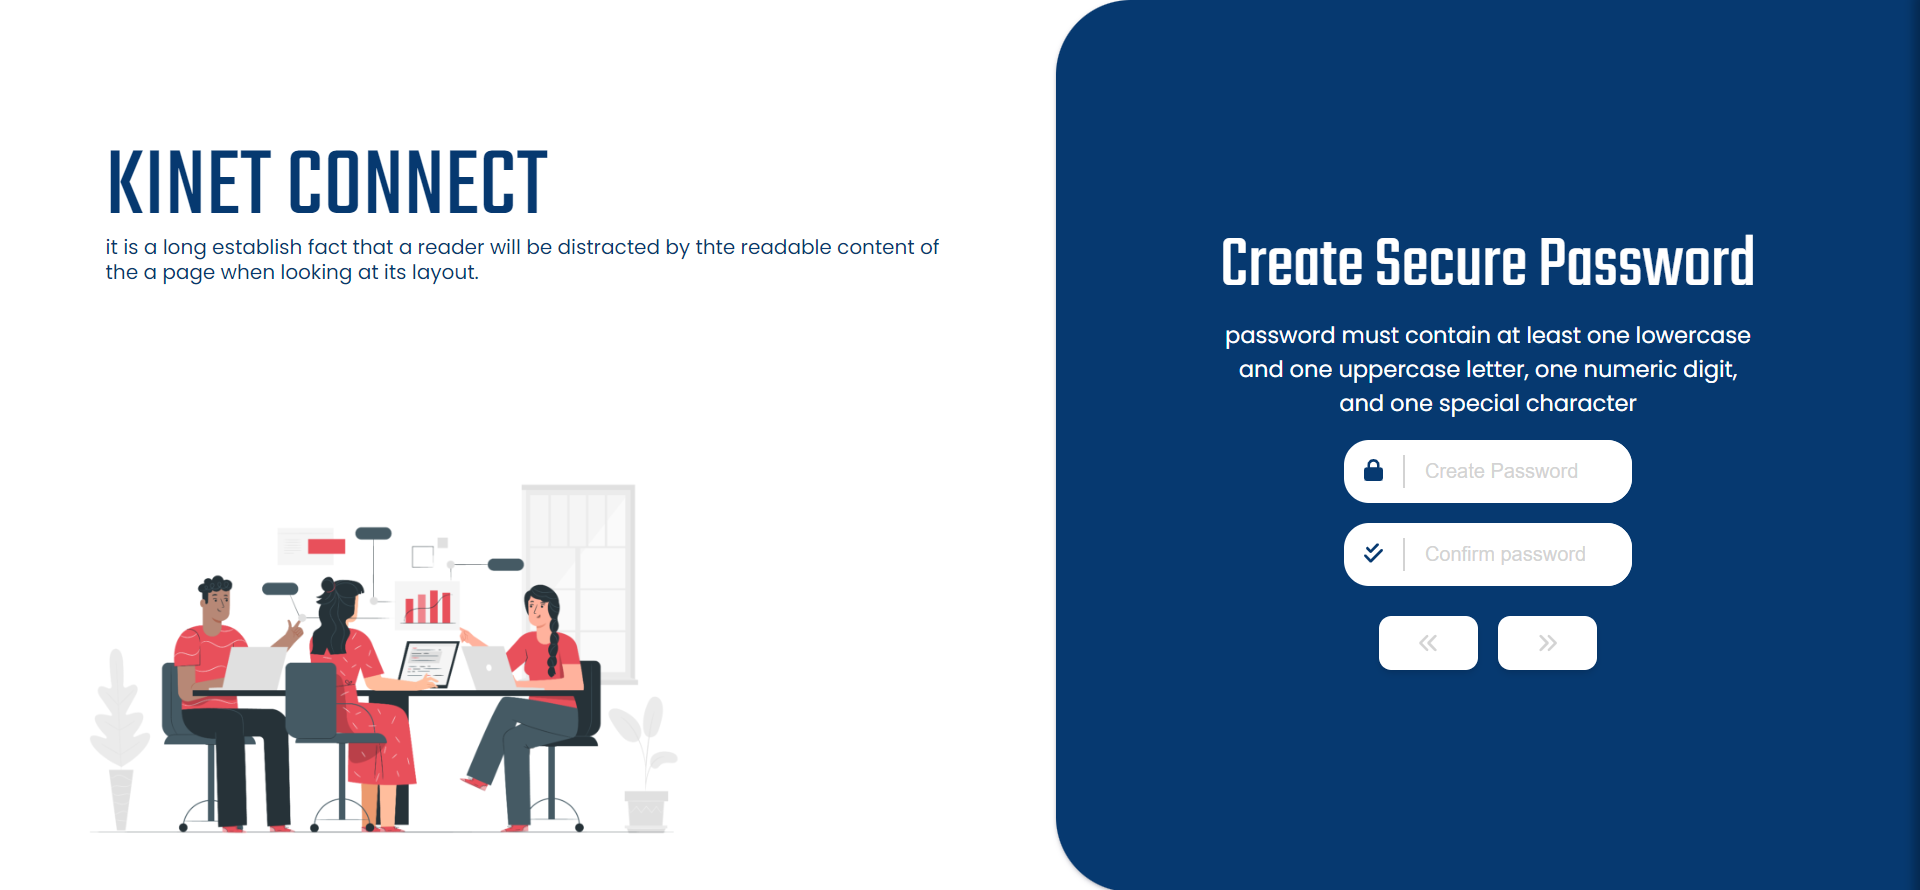 KINET CONNECT
it is a long establish fact that a reader will be distracted by thte readable content of
the a page when looking at its layout.
Create Secure Password
password must contain at least one lowercase
and one uppercase letter, one numeric digit,
and one special character
Create Password
Confirm password